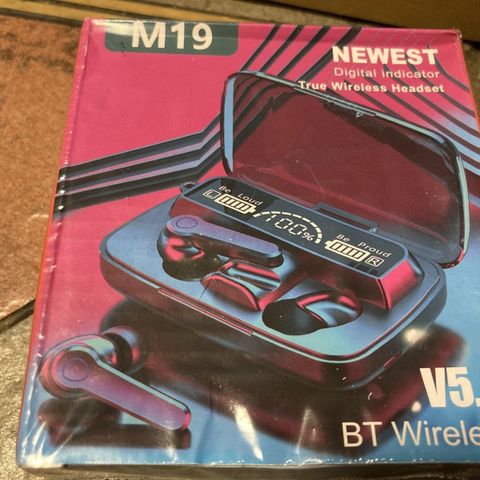 M19
NEWEST
Digital indicator
True Wireless Headset
Be Loud
L
100%
Be Proud
R
V5.
BT Wirele